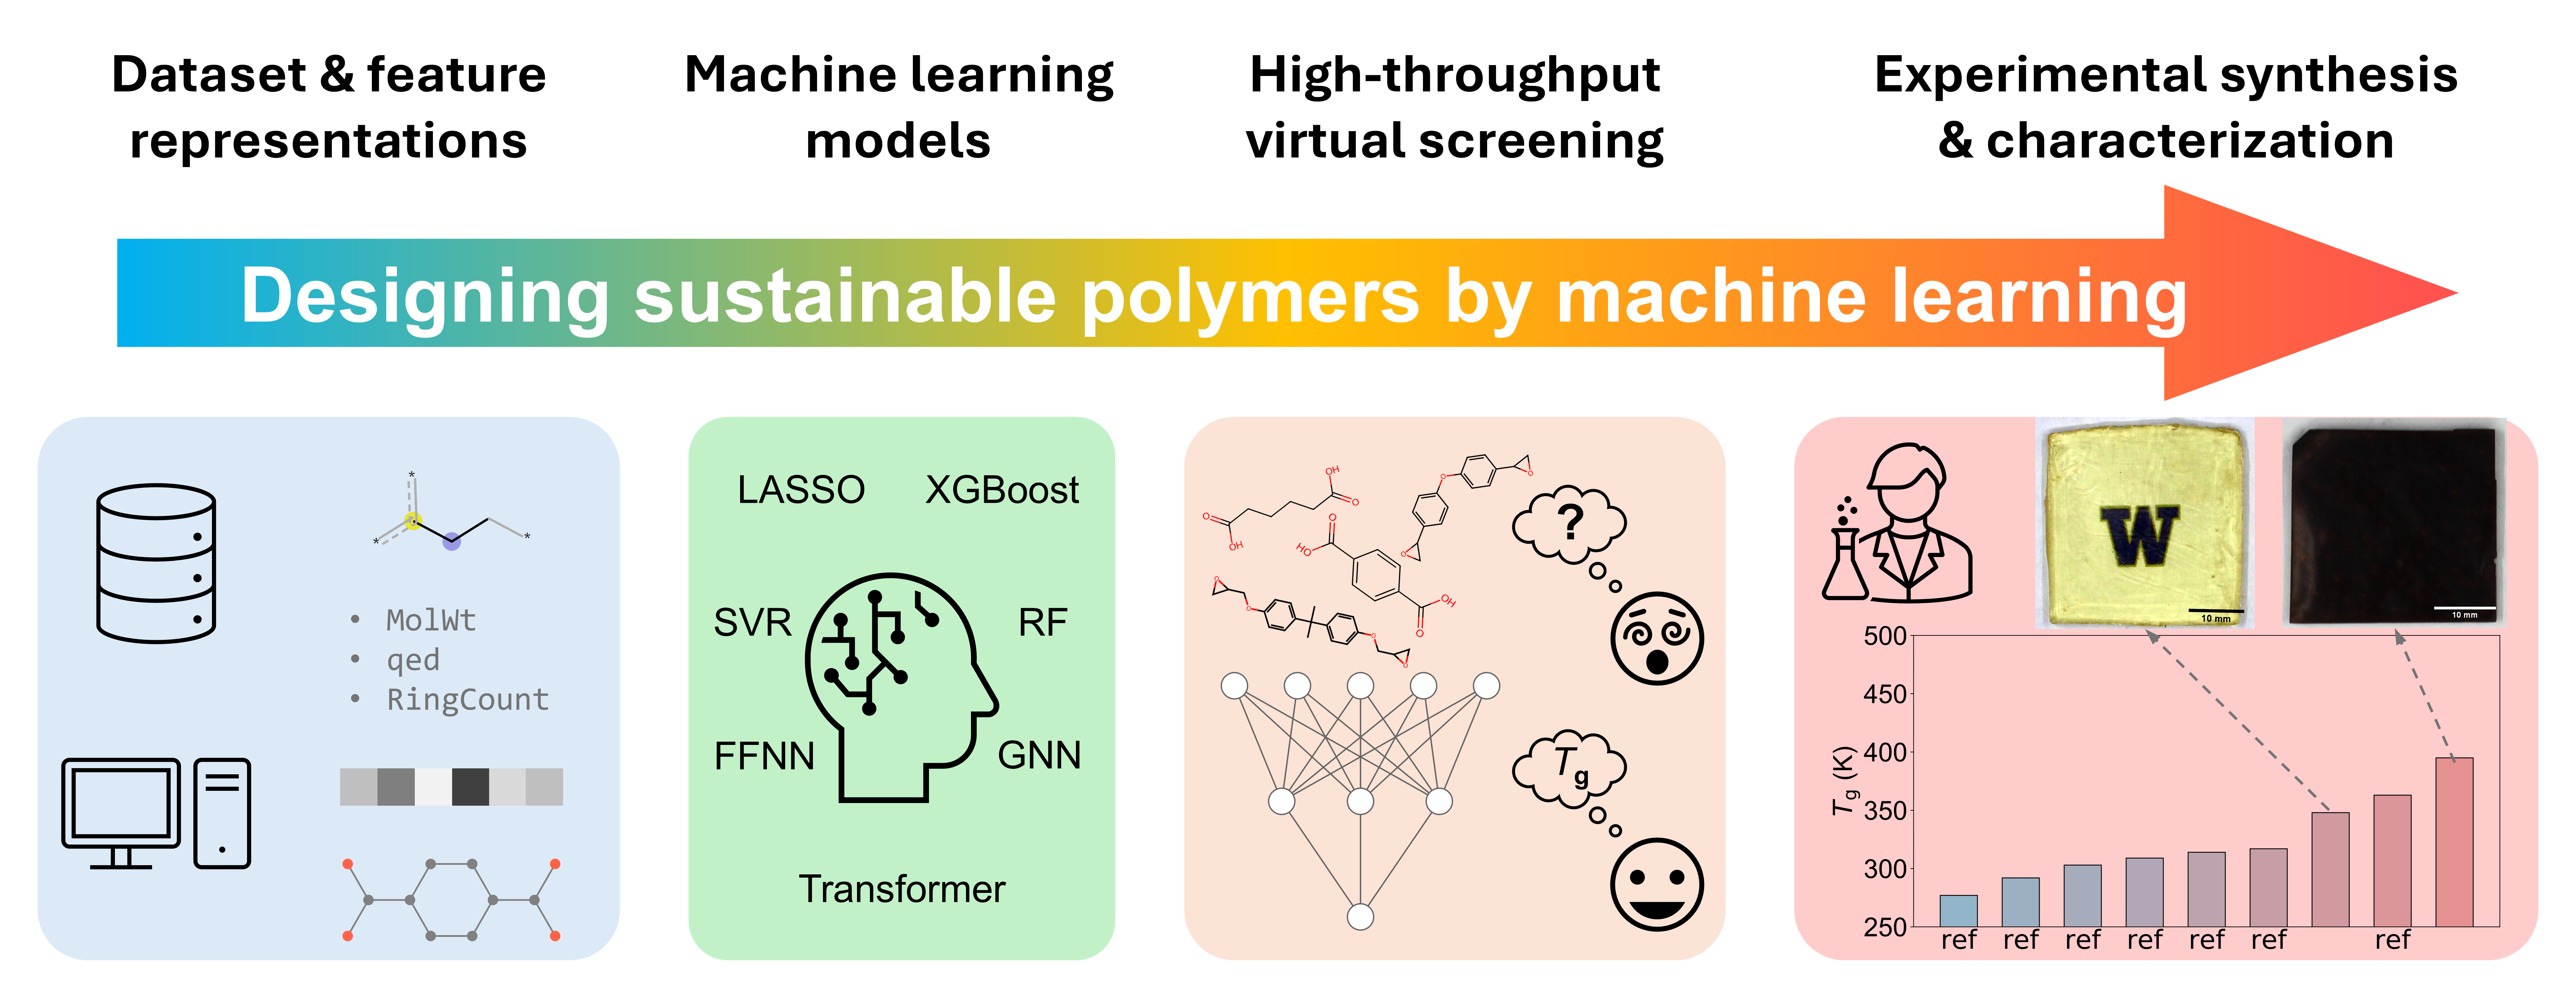 Dataset & feature
representations
Machine learning
models
High-throughput
virtual screening
Experimental synthesis
& characterization
Designing sustainable polymers by machine learning
*
*
*
• MolWt
• qed
• RingCount
LASSO
XGBoost
SVR
RF
FFNN
GNN
Transformer
OH
O
O
OH
O
O
O
O
HO
OH
O
O
O
O
O
?
Tg
W
10 mm
10 mm
Tg (K)
500
450
400
350
300
250
ref
ref
ref
ref
ref
ref
ref